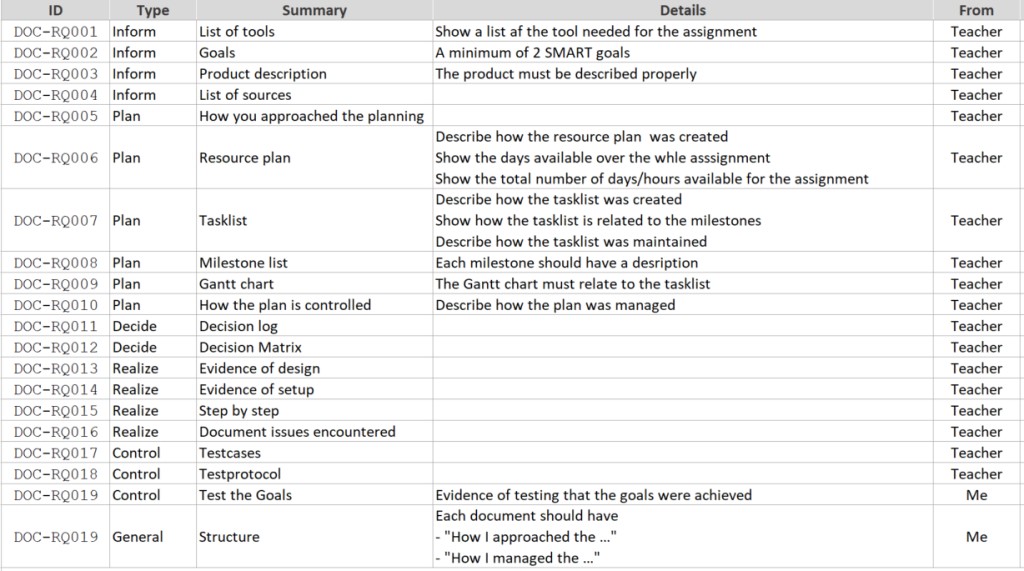 ID Type Summary Details From
DOC-RQ001 Inform List of tools Show a list af the tool needed for the assignment Teacher
DOC-RQ002 Inform Goals A minimum of 2 SMART goals Teacher
DOC-RQ003 Inform Product description The product must be described properly Teacher
DOC-RQ004 Inform List of sources Teacher
DOC-RQ005 Plan How you approached the planning Teacher
Describe how the resource plan was created
DOC-RQ006 Plan Resource plan Show the days available over the whle asssignment Teacher
Show the total number of days/hours available for the assignment
Describe how the tasklist was created
DOC-RQ007 Plan Tasklist Show how the tasklist is related to the milestones Teacher
Describe how the tasklist was maintained
DOC-RQ008 Plan Milestone list Each milestone should have a desription Teacher
DOC-RQ009 Plan Gantt chart The Gantt chart must relate to the tasklist Teacher
DOC-RQ010 Plan How the plan is controlled Describe how the plan was managed Teacher
DOC-RQ011 Decide Decision log Teacher
DOC-RQ012 Decide Decision Matrix Teacher
DOC-RQ013 Realize Evidence of design Teacher
DOC-RQ014 Realize Evidence of setup Teacher
DOC-RQ015 Realize Step by step Teacher
DOC-RQ016 Realize Document issues encountered Teacher
DOC-RQ017 Control Testcases Teacher
DOC-RQ018 Control Testprotocol Teacher
DOC-RQ019 Control Test the Goals Evidence of testing that the goals were achieved Me
Each document should have
DOC-RQ019 General Structure - "How I approached the ..." Me
- "How I managed the ..."